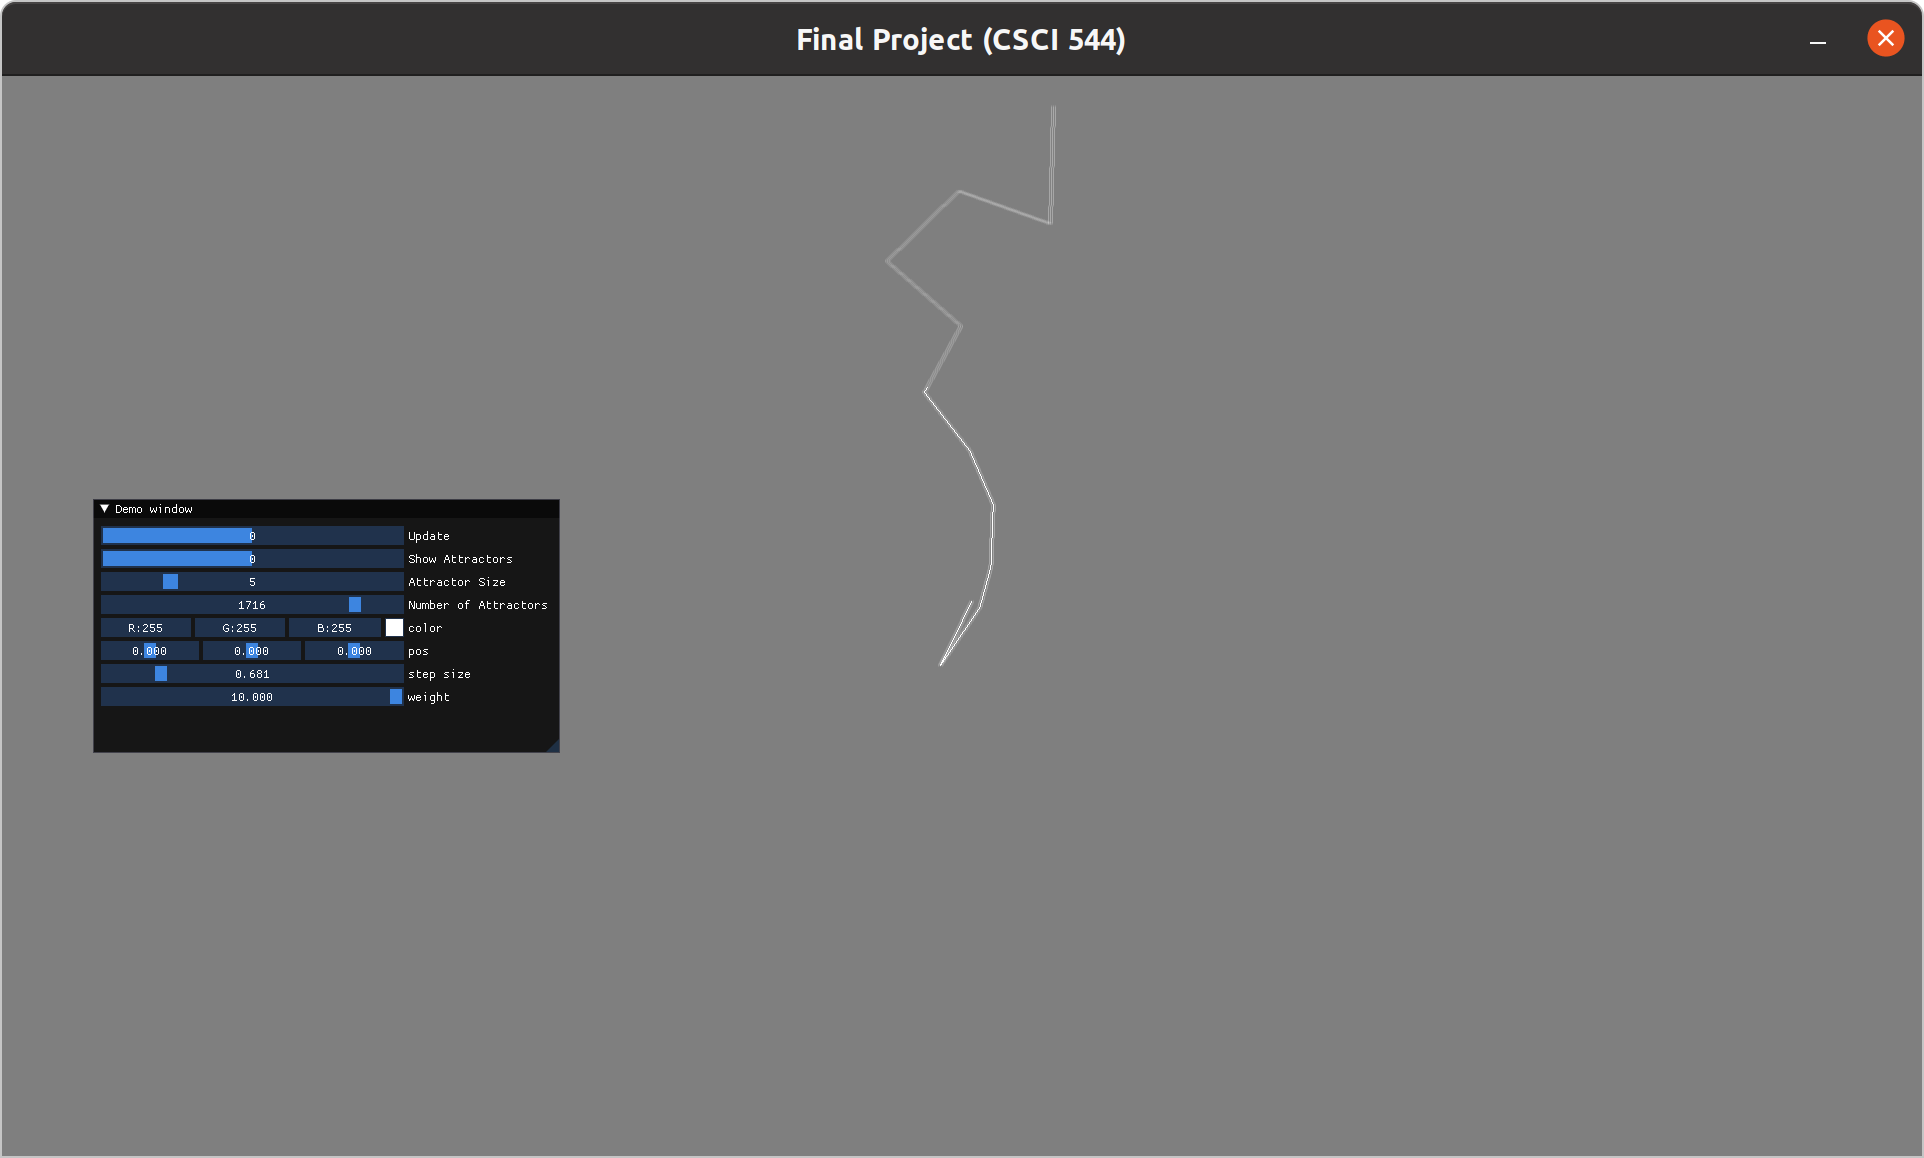 Final Project (CSCI 544)
Demo window
0 Update
0 Show Attractors
5 Attractor Size
1716 Number of Attractors
R:255 G:255 B:255 color
0.000 0.000 0.000 pos
0.681 step size
10.000 weight